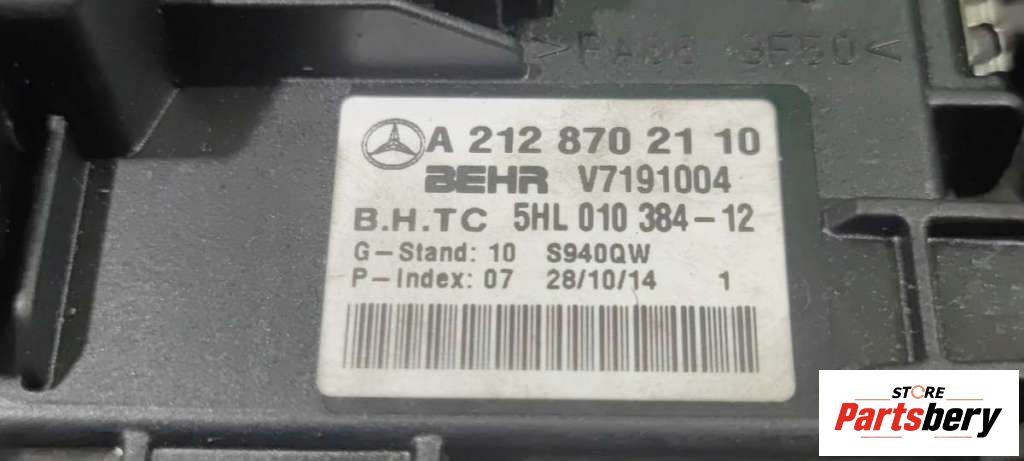 A 212 870 21 10
BEHR V7191004
B.H.TC 5HL 010 384-12
G-Stand: 10 S940QW
P-Index: 07 28/10/14 1
STORE
Partsbery